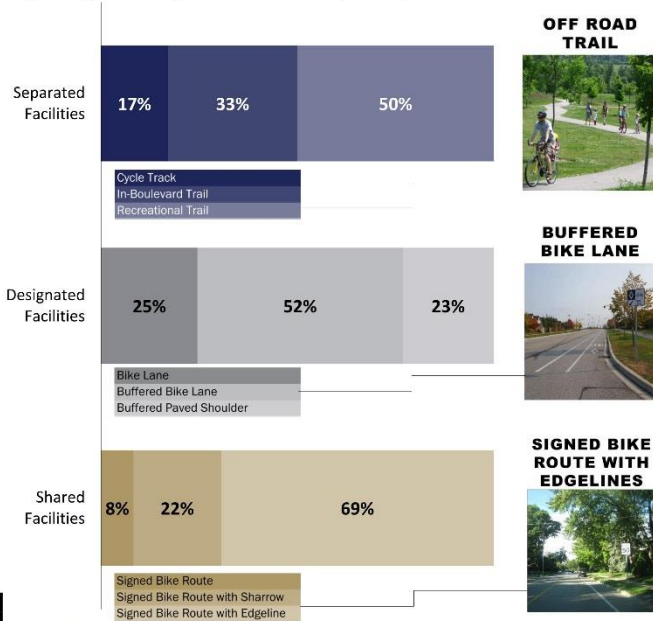 Separated
Facilities
17% 33% 50%
Cycle Track
In-Boulevard Trail
Recreational Trail
OFF ROAD
TRAIL
Designated
Facilities
25% 52% 23%
Bike Lane
Buffered Bike Lane
Buffered Paved Shoulder
BUFFERED
BIKE LANE
Shared
Facilities
8% 22% 69%
Signed Bike Route
Signed Bike Route with Sharrow
Signed Bike Route with Edgeline
SIGNED BIKE
ROUTE WITH
EDGELINES